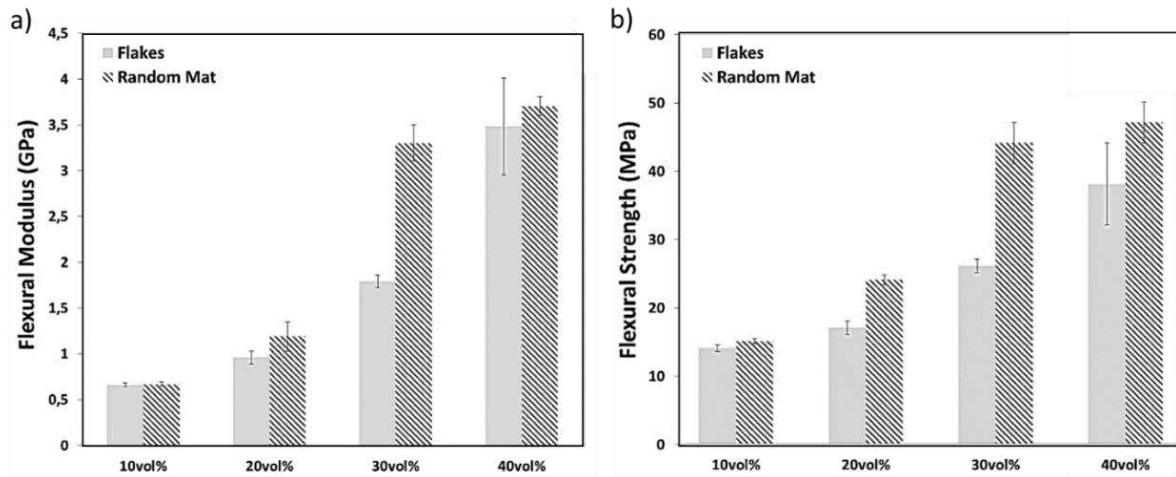 a)
Flexural Modulus (GPa)
4,5
4
3,5
3
2,5
2
1,5
1
0,5
0
Flakes
Random Mat
10vol% 20vol% 30vol% 40vol%
b)
Flexural Strength (MPa)
60
50
40
30
20
10
0
Flakes
Random Mat
10vol% 20vol% 30vol% 40vol%